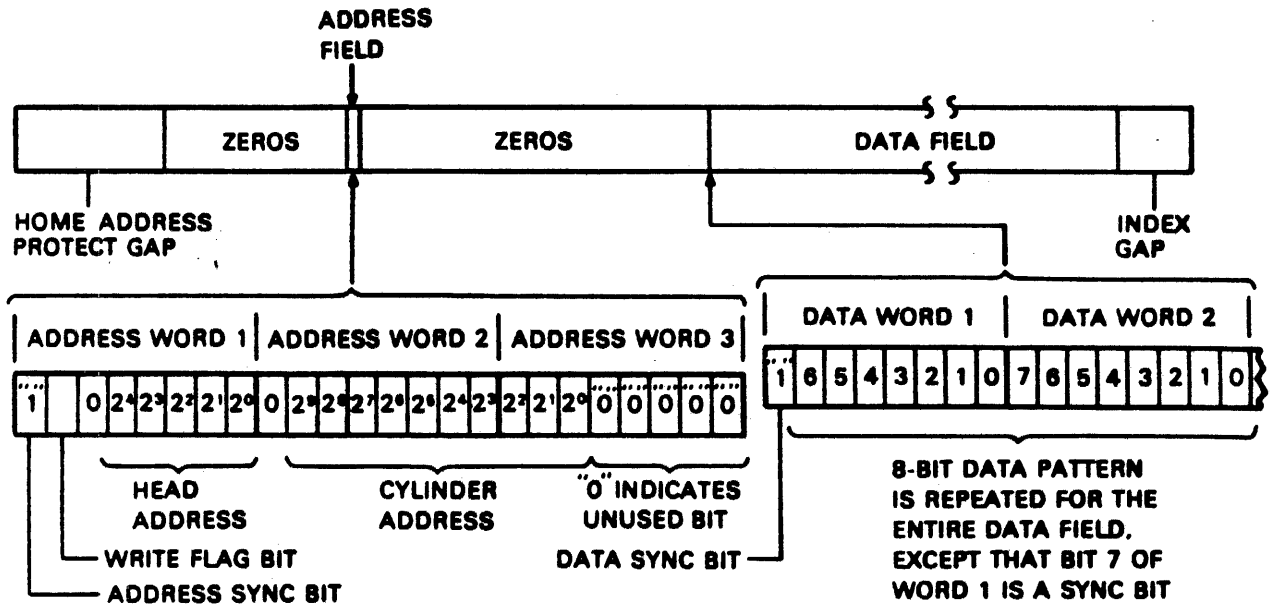 ADDRESS
FIELD
ZEROS
ZEROS
DATA FIELD
HOME ADDRESS
PROTECT GAP
INDEX
GAP
ADDRESS WORD 1
ADDRESS WORD 2
ADDRESS WORD 3
"1" 0 2⁴ 2³ 2² 2¹ 2⁰ 0 2⁹ 2⁸ 2⁷ 2⁶ 2⁵ 2⁴ 2³ 2² 2¹ 2⁰ "0" "0" "0" "0" "0"
HEAD
ADDRESS
CYLINDER
ADDRESS
"0" INDICATES
UNUSED BIT
WRITE FLAG BIT
ADDRESS SYNC BIT
DATA WORD 1
DATA WORD 2
"1" 6 5 4 3 2 1 0 7 6 5 4 3 2 1 0
DATA SYNC BIT
8-BIT DATA PATTERN
IS REPEATED FOR THE
ENTIRE DATA FIELD,
EXCEPT THAT BIT 7 OF
WORD 1 IS A SYNC BIT